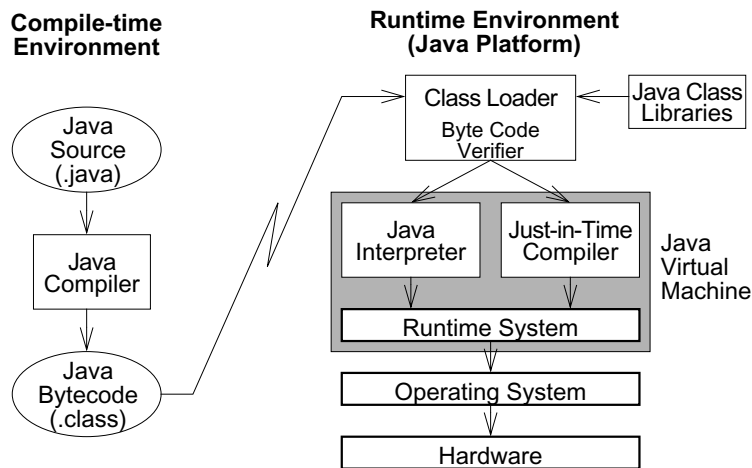 Compile-time
Environment
Runtime Environment
(Java Platform)
Java
Source
(.java)
Java
Compiler
Java
Bytecode
(.class)
Class Loader
Byte Code
Verifier
Java Class
Libraries
Java
Interpreter
Just-in-Time
Compiler
Java
Virtual
Machine
Runtime System
Operating System
Hardware